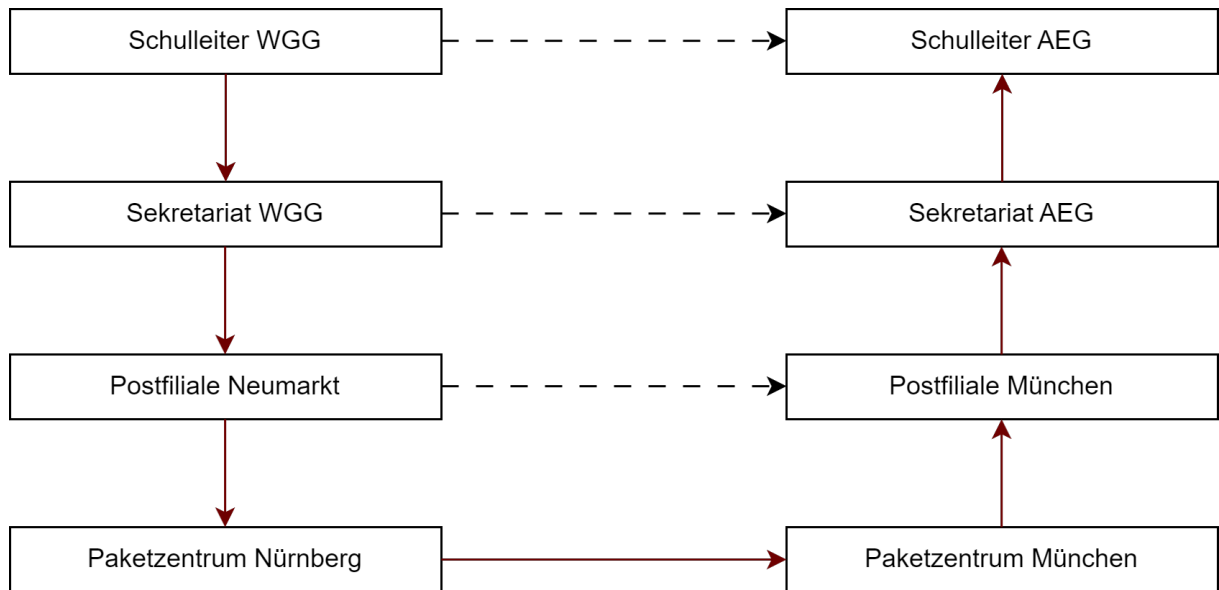 Schulleiter WGG
Schulleiter AEG
Sekretariat WGG
Sekretariat AEG
Postfiliale Neumarkt
Postfiliale München
Paketzentrum Nürnberg
Paketzentrum München